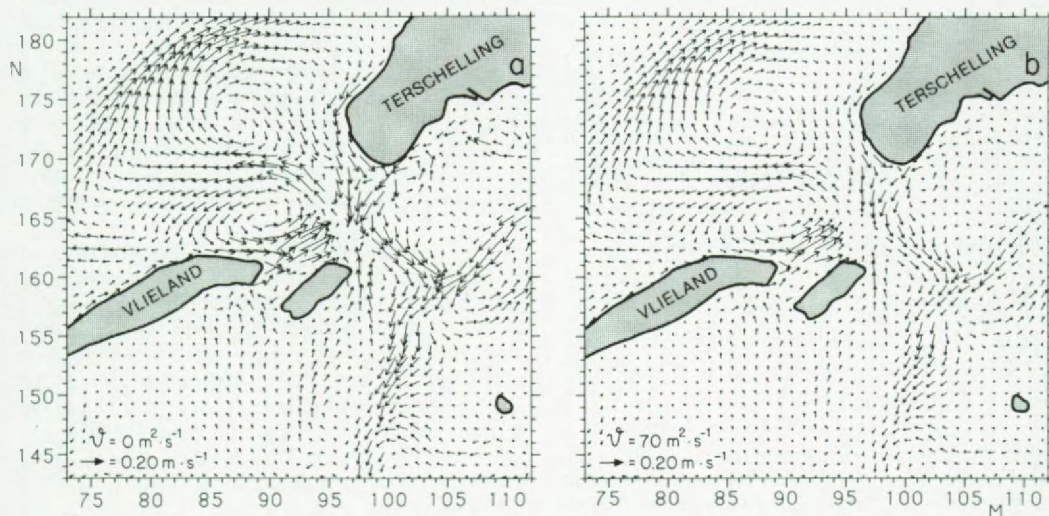 180
175
170
165
160
155
150
145
N
75 80 85 90 95 100 105 110
TERSCHELLING
a
VLIELAND
ϑ = 0 m²·s⁻¹
→ = 0.20 m·s⁻¹
75 80 85 90 95 100 105 110
M
TERSCHELLING
b
VLIELAND
ϑ = 70 m²·s⁻¹
→ = 0.20 m·s⁻¹